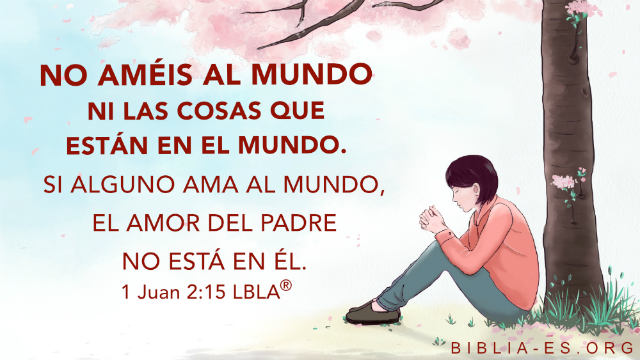 NO AMÉIS AL MUNDO
NI LAS COSAS QUE
ESTÁN EN EL MUNDO.
SI ALGUNO AMA AL MUNDO,
EL AMOR DEL PADRE
NO ESTÁ EN ÉL.
1 Juan 2:15 LBLA®
BIBLIA-ES.ORG